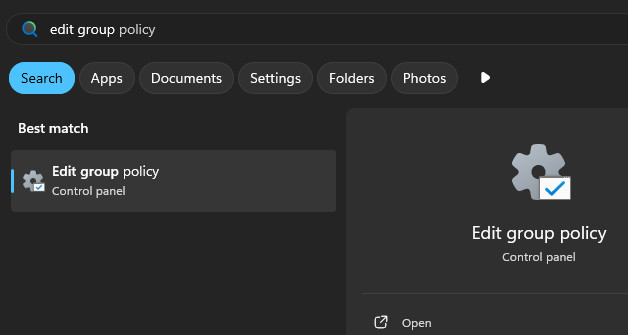 edit group policy
Search Apps Documents Settings Folders Photos
Best match
Edit group policy
Control panel
Edit group policy
Control panel
Open